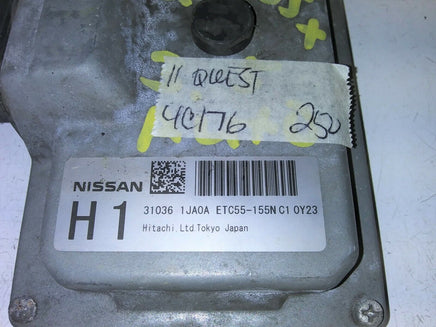 11 QUEST
4C176 250
NISSAN
H1 31036 1JA0A ETC55-155N C1 0Y23
Hitachi Ltd Tokyo Japan